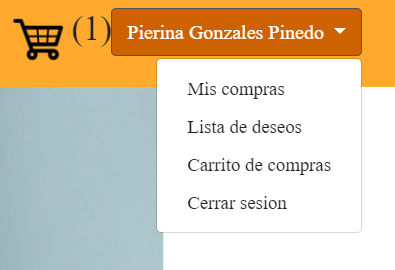 (1) Pierina Gonzales Pinedo
Mis compras
Lista de deseos
Carrito de compras
Cerrar sesion